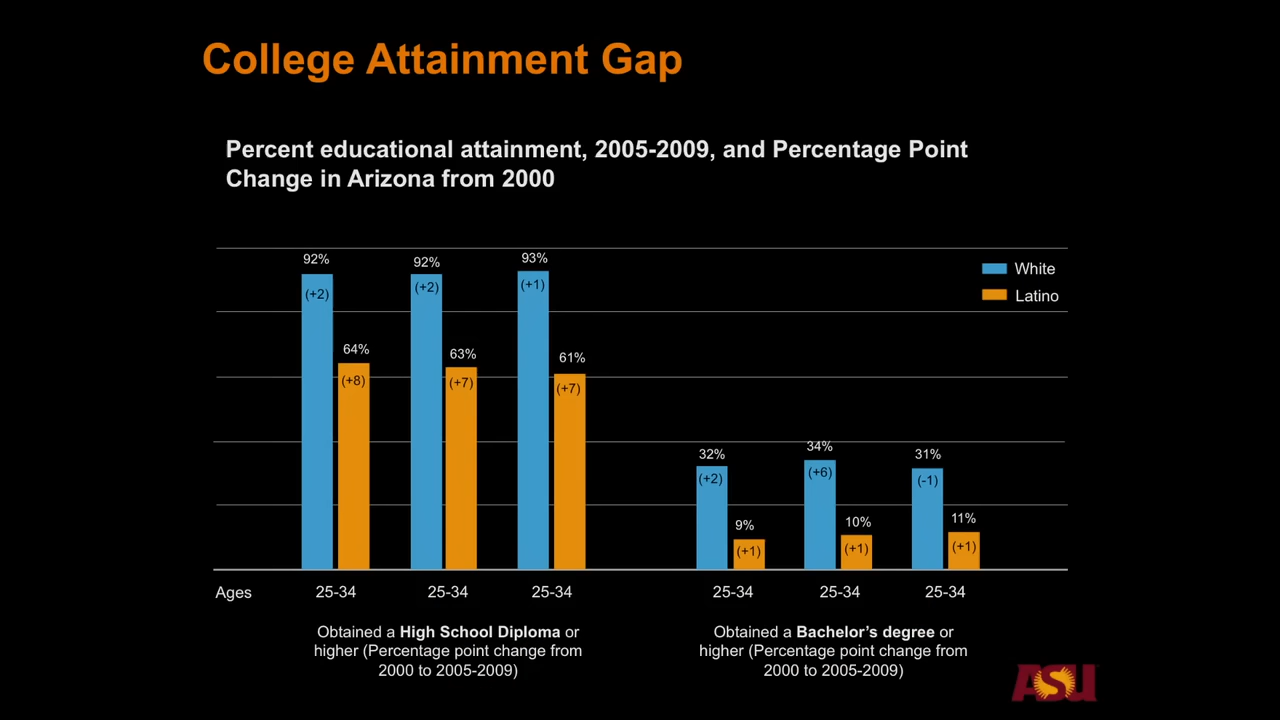 College Attainment Gap
Percent educational attainment, 2005-2009, and Percentage Point
Change in Arizona from 2000
92%
(+2)
64%
(+8)
92%
(+2)
63%
(+7)
93%
(+1)
61%
(+7)
32%
(+2)
9%
(+1)
34%
(+6)
10%
(+1)
31%
(-1)
11%
(+1)
White
Latino
Ages
25-34
25-34
25-34
25-34
25-34
25-34
Obtained a High School Diploma or
higher (Percentage point change from
2000 to 2005-2009)
Obtained a Bachelor’s degree or
higher (Percentage point change from
2000 to 2005-2009)
ASU